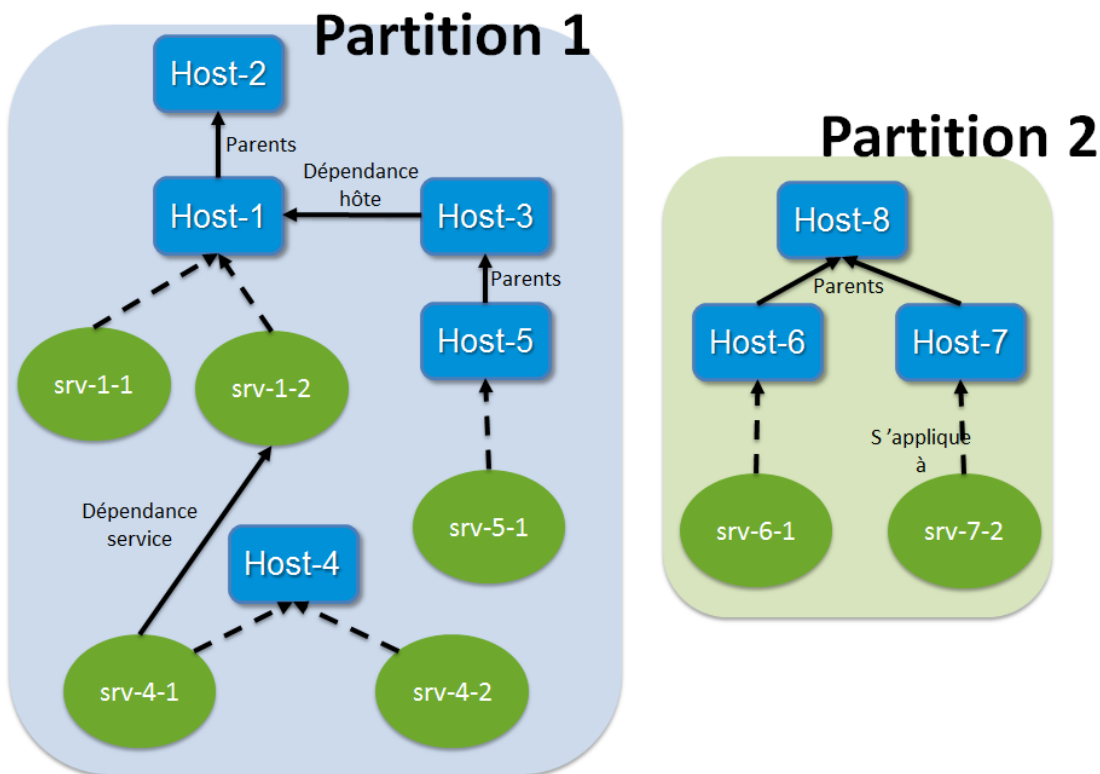 Partition 1
Host-2
Parents
Dépendance
hôte
Host-1
Host-3
Parents
Host-5
srv-1-1
srv-1-2
Dépendance
service
srv-5-1
Host-4
srv-4-1
srv-4-2
Partition 2
Host-8
Parents
Host-6
Host-7
S ’applique
à
srv-6-1
srv-7-2